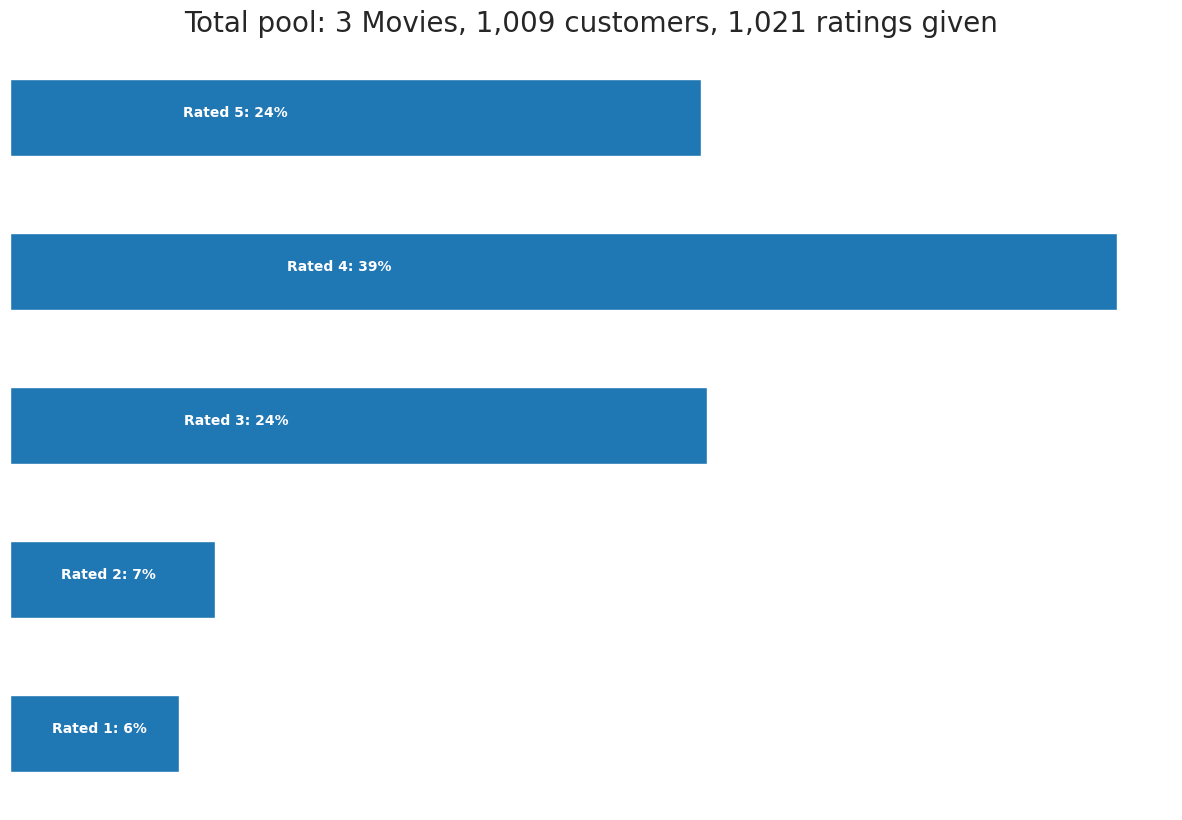 Total pool: 3 Movies, 1,009 customers, 1,021 ratings given
Rated 5: 24%
Rated 4: 39%
Rated 3: 24%
Rated 2: 7%
Rated 1: 6%